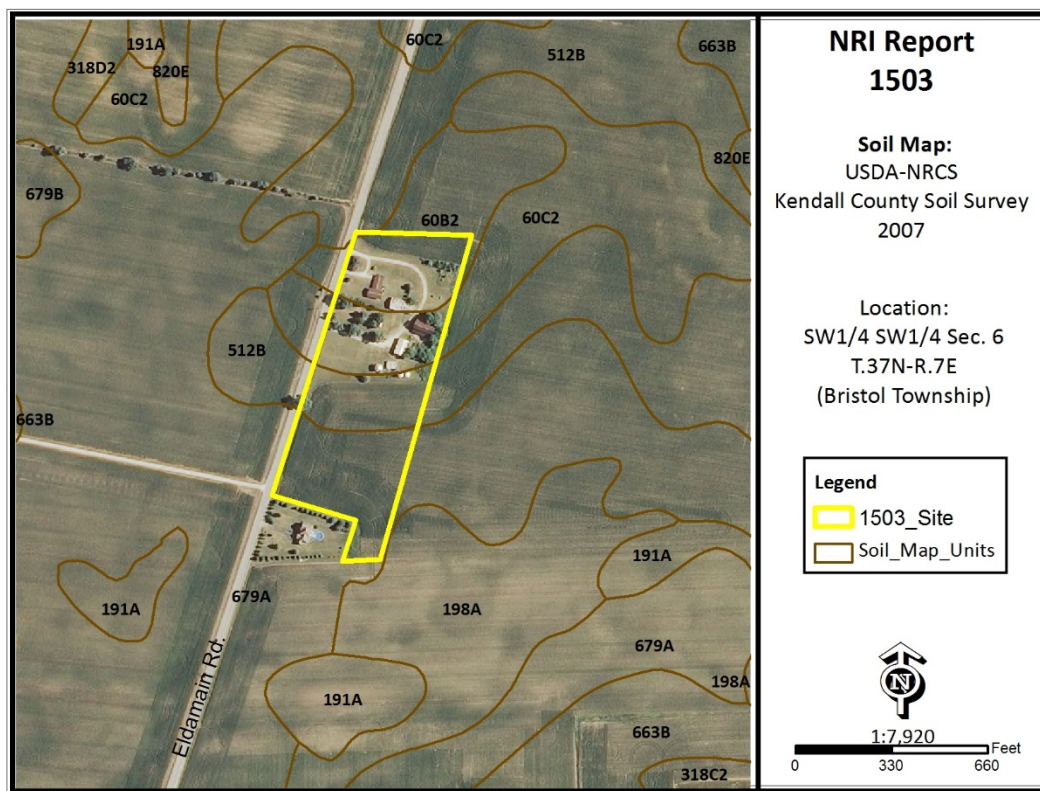 191A
60C2
512B
663B
318D2
820E
60C2
820E
679B
60B2
60C2
512B
663B
191A
191A
679A
198A
679A
191A
198A
663B
318C2
Eldamain Rd.
NRI Report
1503
Soil Map:
USDA-NRCS
Kendall County Soil Survey
2007
Location:
SW1/4 SW1/4 Sec. 6
T.37N-R.7E
(Bristol Township)
Legend
1503_Site
Soil_Map_Units
N
1:7,920
Feet
0 330 660